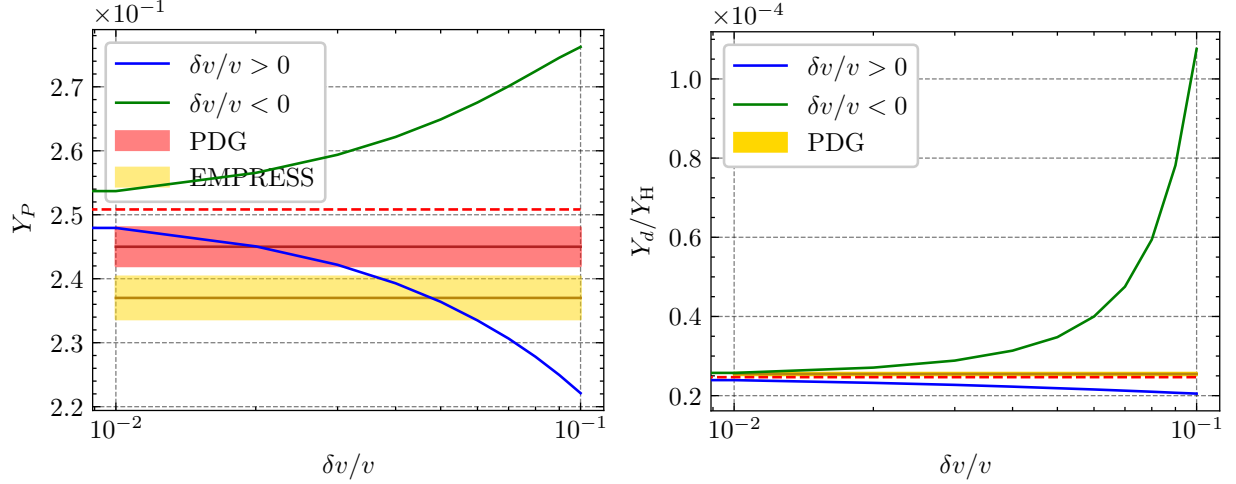 ×10⁻¹
δv/v > 0
δv/v < 0
PDG
EMPRESS
2.7
2.6
2.5
2.4
2.3
2.2
Y_P
10⁻²
10⁻¹
δv/v
×10⁻⁴
δv/v > 0
δv/v < 0
PDG
1.0
0.8
0.6
0.4
0.2
Y_d/Y_H
10⁻²
10⁻¹
δv/v